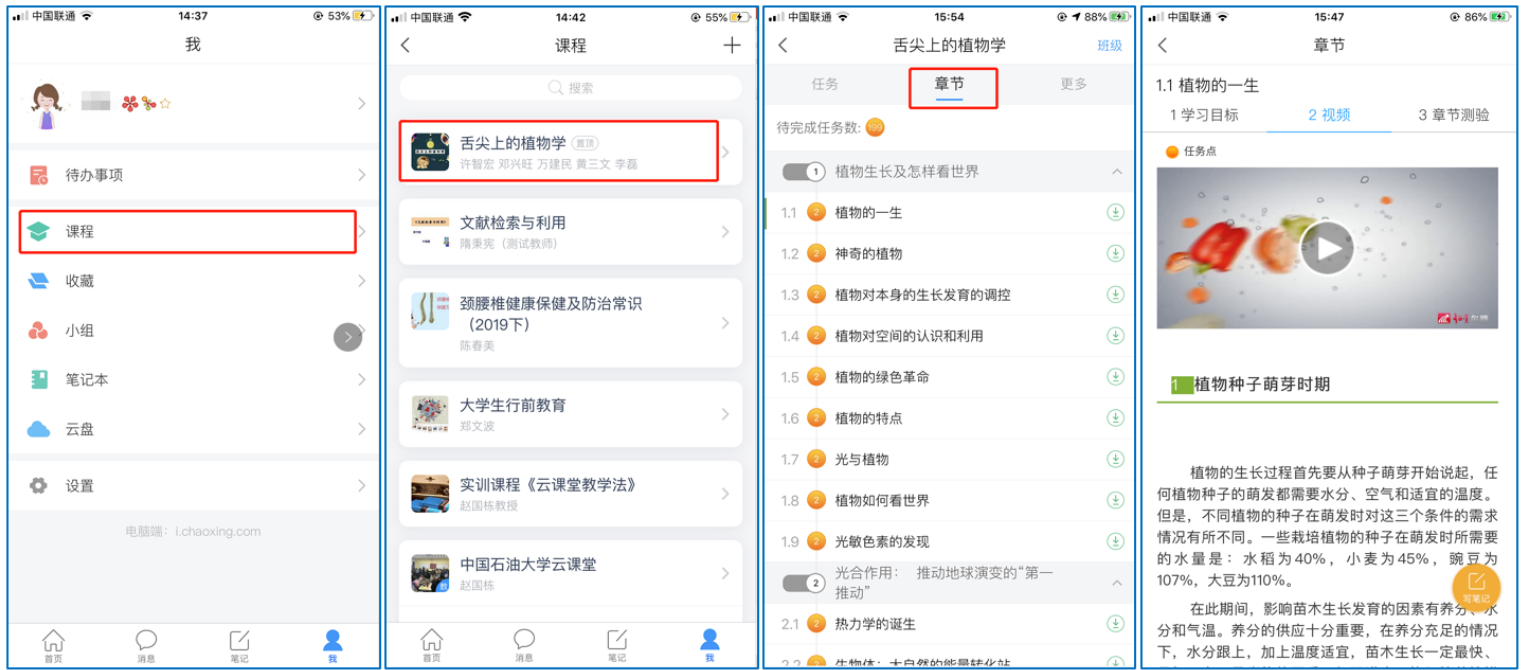 中国联通
14:37
53%
我
待办事项
课程
收藏
小组
笔记本
云盘
设置
电脑端：i.chaoxing.com
首页
消息
笔记
我
中国联通
14:42
55%
课程
搜索
舌尖上的植物学 置顶
许智宏 邓兴旺 万建民 黄三文 李磊
文献检索与利用
隋秉宪（测试教师）
颈腰椎健康保健及防治常识
（2019下）
陈春美
大学生行前教育
郑文波
实训课程《云课堂教学法》
赵国栋教授
中国石油大学云课堂
赵国栋
首页
消息
笔记
我
中国联通
15:54
88%
舌尖上的植物学
班级
任务
章节
更多
待完成任务数: 199
1 植物生长及怎样看世界
1.1 2 植物的一生
1.2 2 神奇的植物
1.3 2 植物对本身的生长发育的调控
1.4 2 植物对空间的认识和利用
1.5 2 植物的绿色革命
1.6 2 植物的特点
1.7 2 光与植物
1.8 2 植物如何看世界
1.9 2 光敏色素的发现
2 光合作用： 推动地球演变的“第一
推动”
2.1 2 热力学的诞生
2.2 2 生物体：大自然的能量转化站
中国联通
15:47
86%
章节
1.1 植物的一生
1 学习目标
2 视频
3 章节测验
任务点
1 植物种子萌芽时期
植物的生长过程首先要从种子萌芽开始说起，任
何植物种子的萌发都需要水分、空气和适宜的温度。
但是，不同植物的种子在萌发时对这三个条件的需求
情况有所不同。一些栽培植物的种子在萌发时所需要
的水量是：水稻为40%，小麦为45%，豌豆为
107%，大豆为110%。
写笔记
在此期间，影响苗木生长发育的因素有养分、水
分和气温。养分的供应十分重要，在养分充足的情况
下，水分跟上，加上温度适宜，苗木生长一定最快、